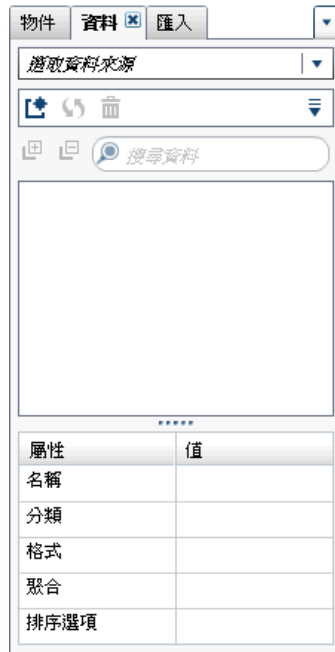 物件 資料 匯入
選取資料來源
搜尋資料
屬性 值
名稱
分類
格式
聚合
排序選項